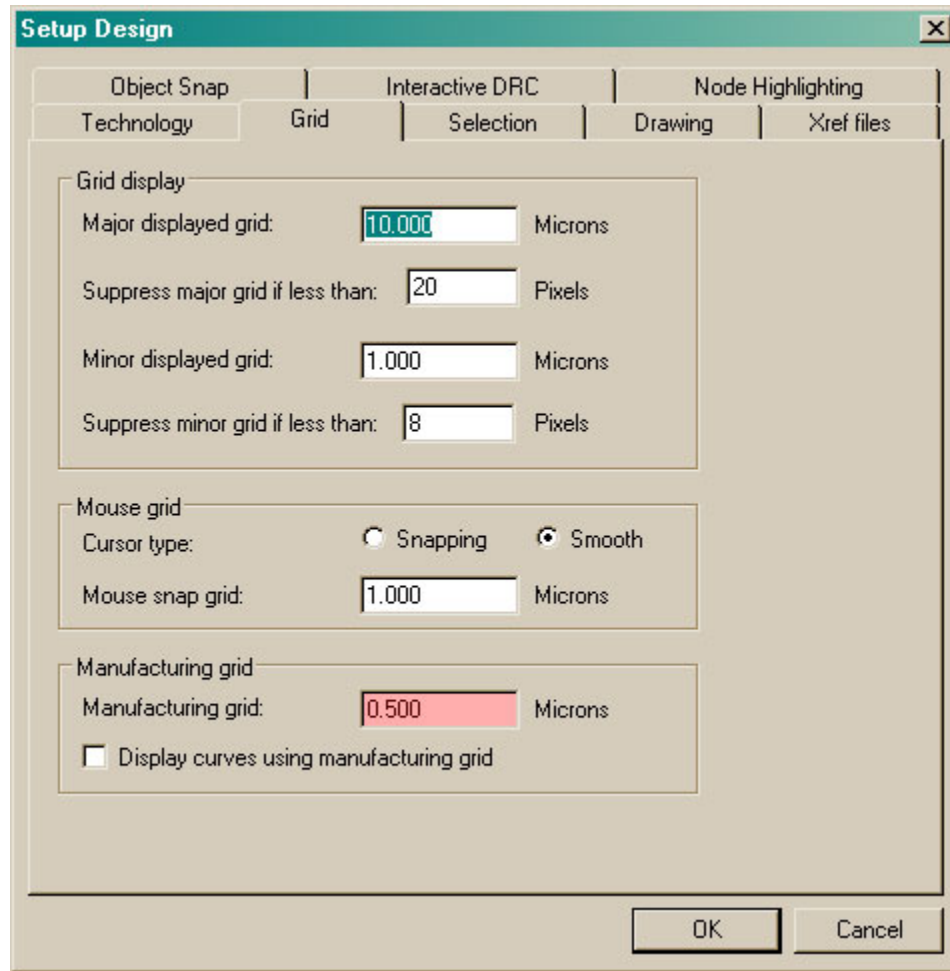 Setup Design
Object Snap Interactive DRC Node Highlighting
Technology Grid Selection Drawing Xref files
Grid display
Major displayed grid: 10.000 Microns
Suppress major grid if less than: 20 Pixels
Minor displayed grid: 1.000 Microns
Suppress minor grid if less than: 8 Pixels
Mouse grid
Cursor type: Snapping Smooth
Mouse snap grid: 1.000 Microns
Manufacturing grid
Manufacturing grid: 0.500 Microns
Display curves using manufacturing grid
OK Cancel